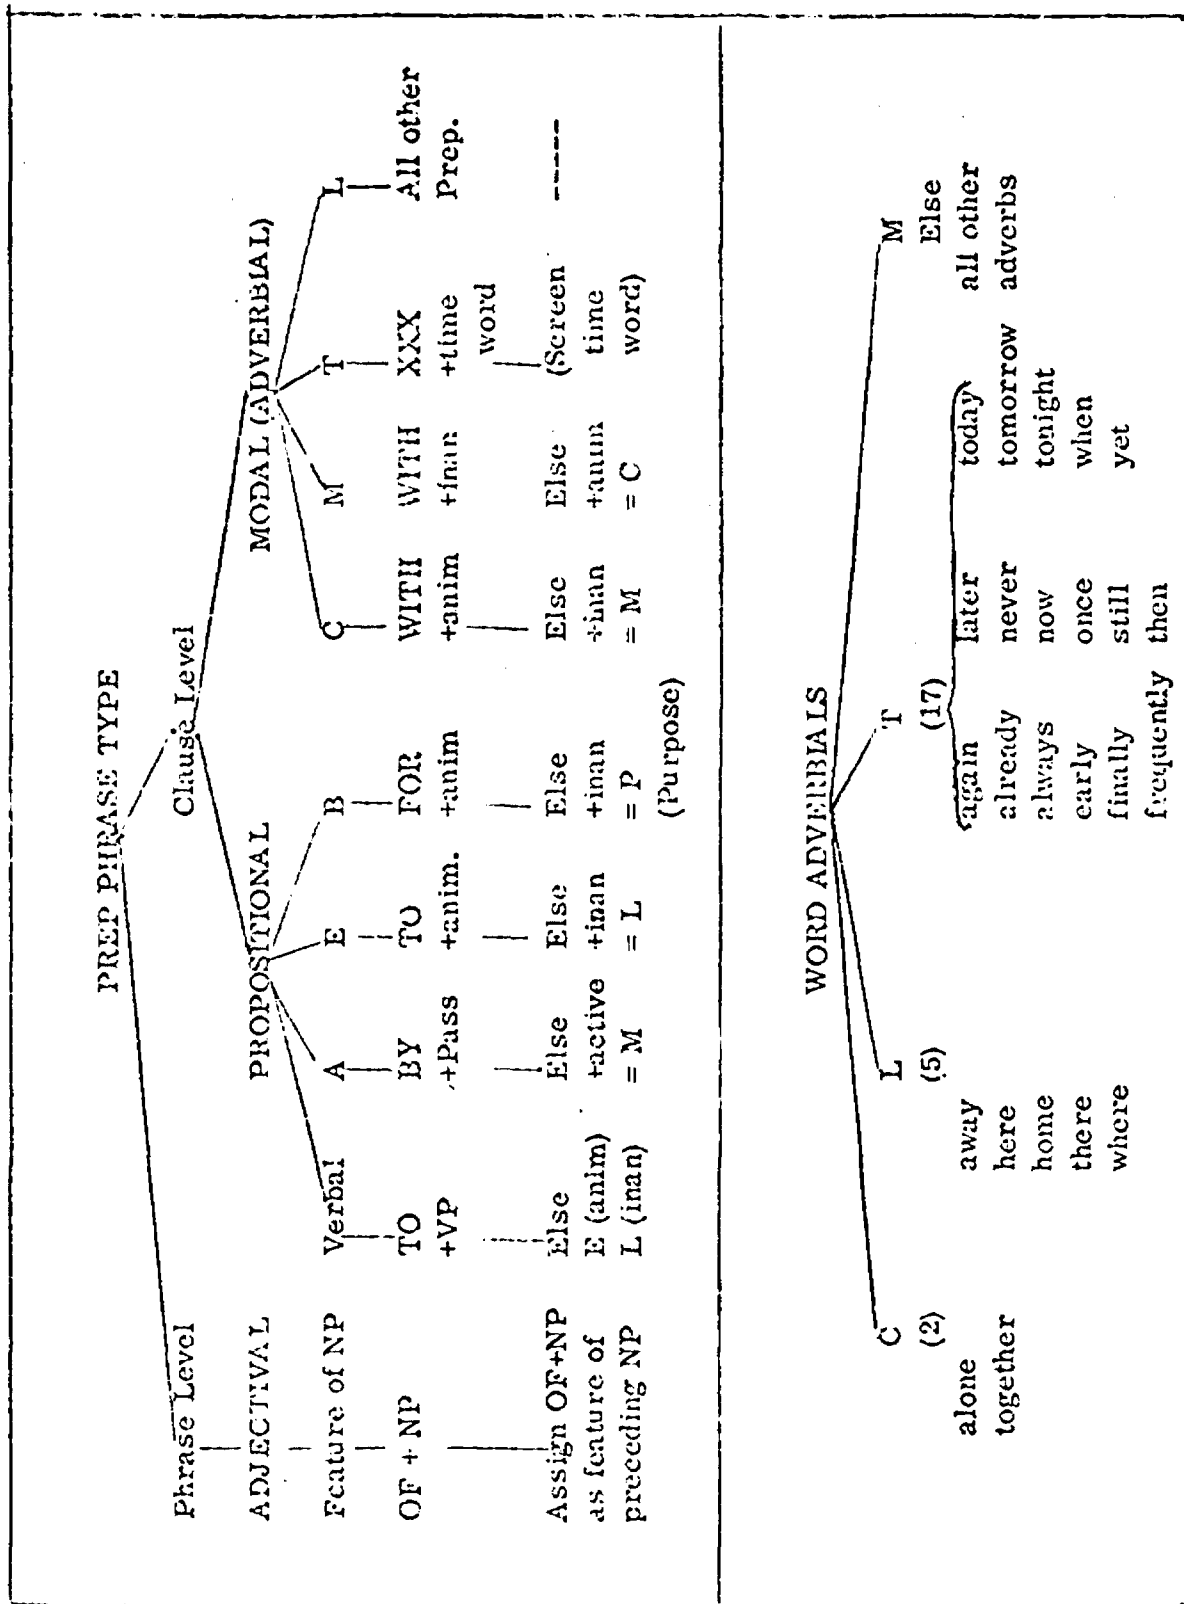 PREP PHRASE TYPE
Phrase Level Clause Level
ADJECTIVAL PROPOSITIONAL MODAL (ADVERBIAL)
Feature of NP Verbal A E B C M T L
OF + NP TO BY TO FOR WITH WITH XXX All other
+VP +Pass +anim. +anim +anim +inan +time Prep.
word
Assign OF+NP Else Else Else Else Else Else (Screen -----
as feature of E (anim) +active +inan +inan +inan +anim time
preceding NP L (inan) = M = L = P = M = C word)
(Purpose)
WORD ADVERBIALS
C L T M
(2) (5) (17) Else
alone away again later today all other
together here already never tomorrow adverbs
home always now tonight
there early once when
where finally still yet
frequently then